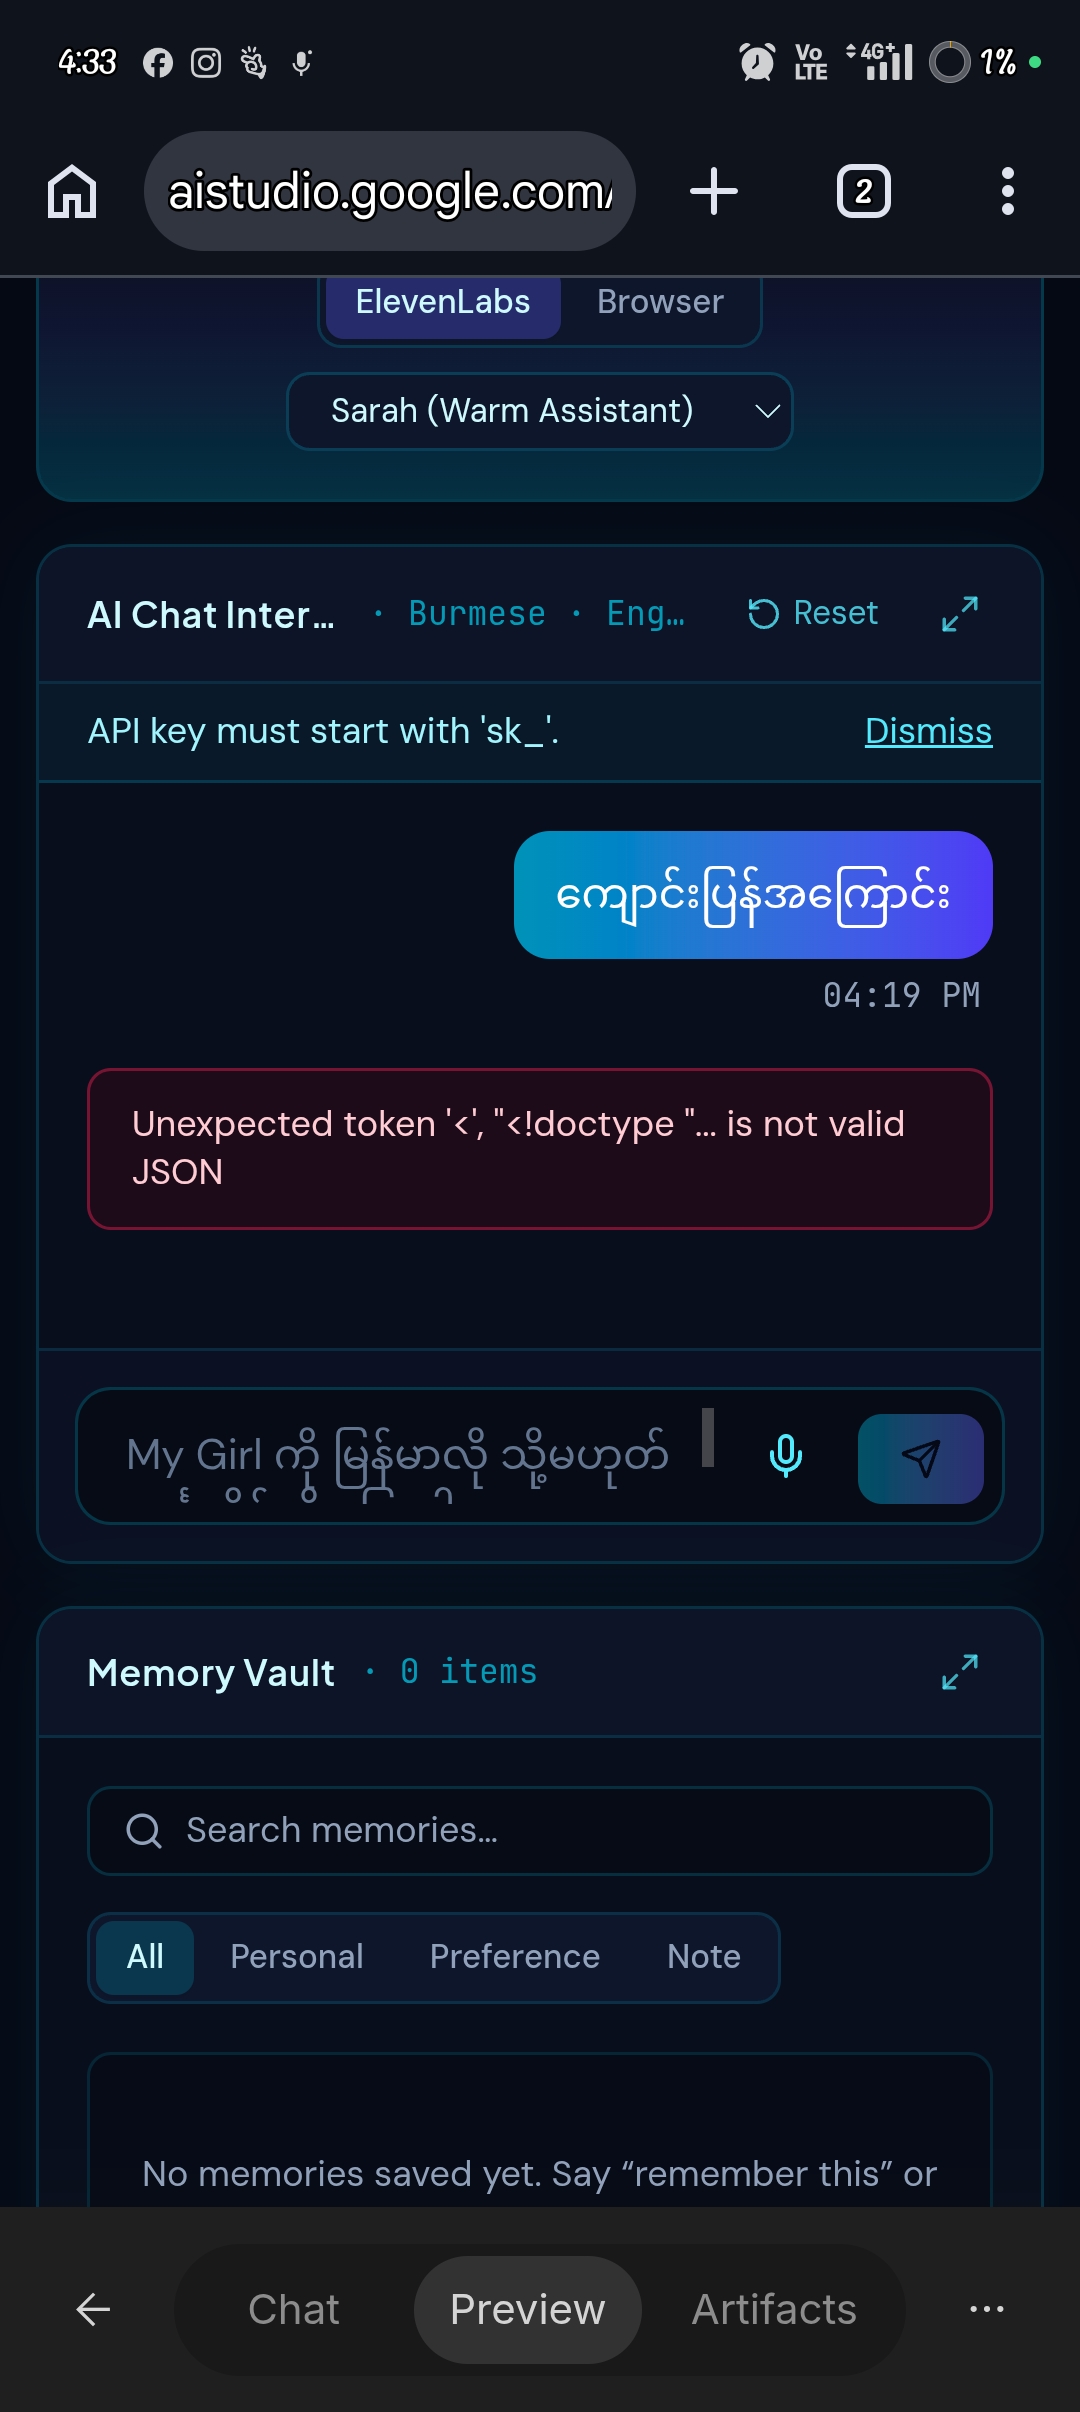 4:33
Vo LTE 4G+ 1%
aistudio.google.com/
2
ElevenLabs Browser
Sarah (Warm Assistant)
AI Chat Inter... · Burmese · Eng... Reset
API key must start with 'sk_'. Dismiss
ကျောင်းပြန်အကြောင်း
04:19 PM
Unexpected token '<', "<!doctype "... is not valid
JSON
My Girl ကို မြန်မာလို သို့မဟုတ်
Memory Vault · 0 items
Search memories...
All Personal Preference Note
No memories saved yet. Say “remember this” or
Chat Preview Artifacts